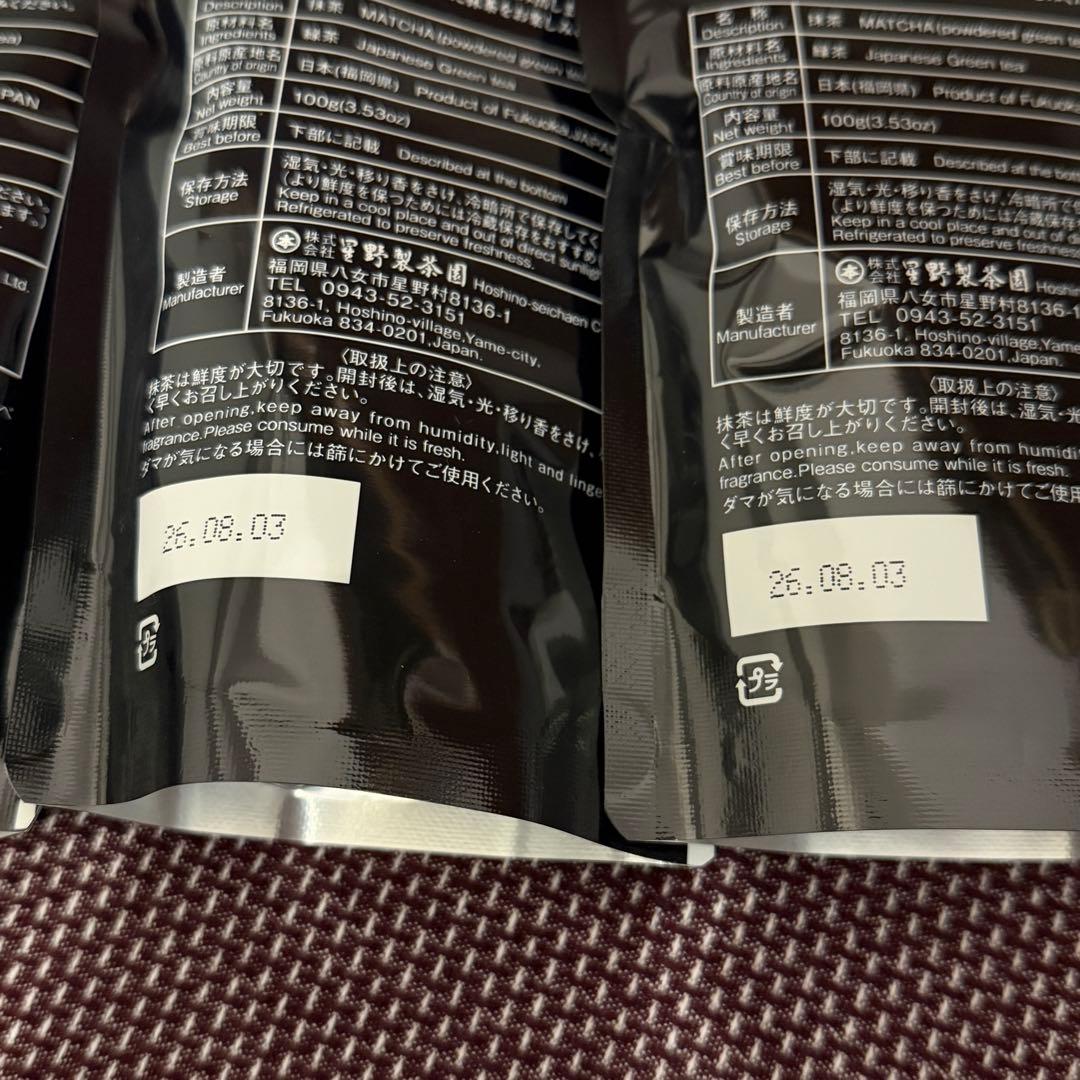 ください。
JAPAN
ます。）
Ltd.
Description 抹茶 MATCHA(powdered green
原材料名 緑茶 Japanese Green tea
Ingredients
原料原産地名 日本(福岡県) Product of Fukuoka,JAPAN
Country of origin
内容量 100g(3.53oz)
Net weight
賞味期限 下部に記載 Described at the bottom
Best before
保存方法
Storage
湿気・光・移り香をさけ、冷暗所で保存してく
（より鮮度を保つためには冷蔵保存をおすすめ
Keep in a cool place and out of direct sunlig
Refrigerated to preserve freshness.
製造者
Manufacturer
本 株式会社 星野製茶園 Hoshino-seichaen C
福岡県八女市星野村8136-1
TEL 0943-52-3151
8136-1, Hoshino-village,Yame-city,
Fukuoka 834-0201,Japan.
〈取扱上の注意〉
抹茶は鮮度が大切です。開封後は、湿気・光・移り香をさけ、
く早くお召し上がりください。
After opening,keep away from humidity,light and linge
fragrance.Please consume while it is fresh.
ダマが気になる場合には篩にかけてご使用ください。
26.08.03
プラ
名称 抹茶 MATCHA(powdered green
Description
原材料名 緑茶 Japanese Green tea
Ingredients
原料原産地名 日本(福岡県) Product of Fukuok
Country of origin
内容量 100g(3.53oz)
Net weight
賞味期限 下部に記載 Described at the bottom
Best before
保存方法
Storage
湿気・光・移り香をさけ、冷暗所で
（より鮮度を保つためには冷蔵保存
Keep in a cool place and out of di
Refrigerated to preserve freshness
製造者
Manufacturer
本 株式会社 星野製茶園 Hosh
福岡県八女市星野村8136-1
TEL 0943-52-3151
8136-1, Hoshino-village,Yame
Fukuoka 834-0201,Japan.
〈取扱上の注意〉
抹茶は鮮度が大切です。開封後は、湿気・光
く早くお召し上がりください。
After opening,keep away from humidi
fragrance.Please consume while it is fresh.
ダマが気になる場合には篩にかけてご使用
26.08.03
プラ